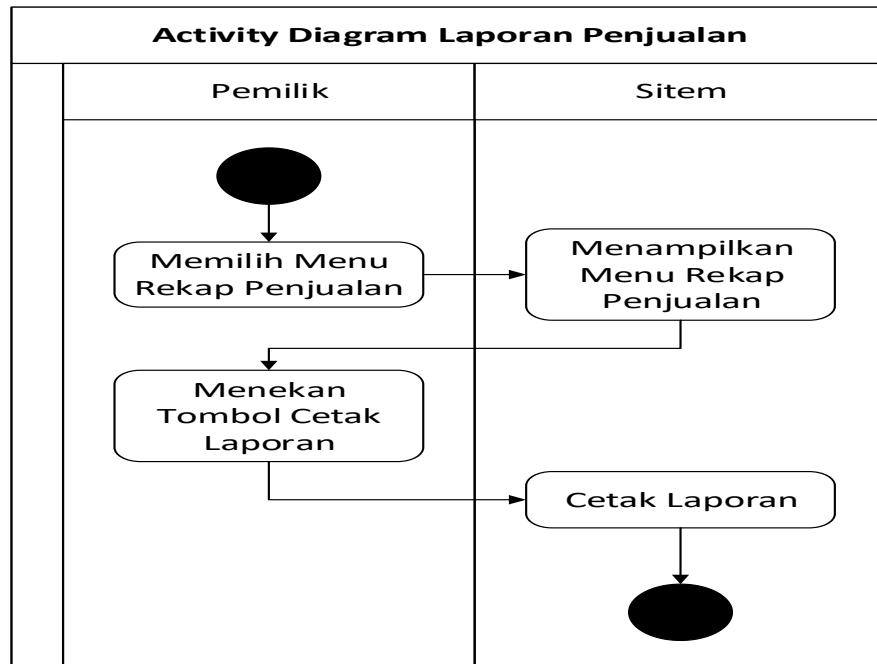 Activity Diagram Laporan Penjualan
Pemilik
Sitem
Memilih Menu
Rekap Penjualan
Menampilkan
Menu Rekap
Penjualan
Menekan
Tombol Cetak
Laporan
Cetak Laporan